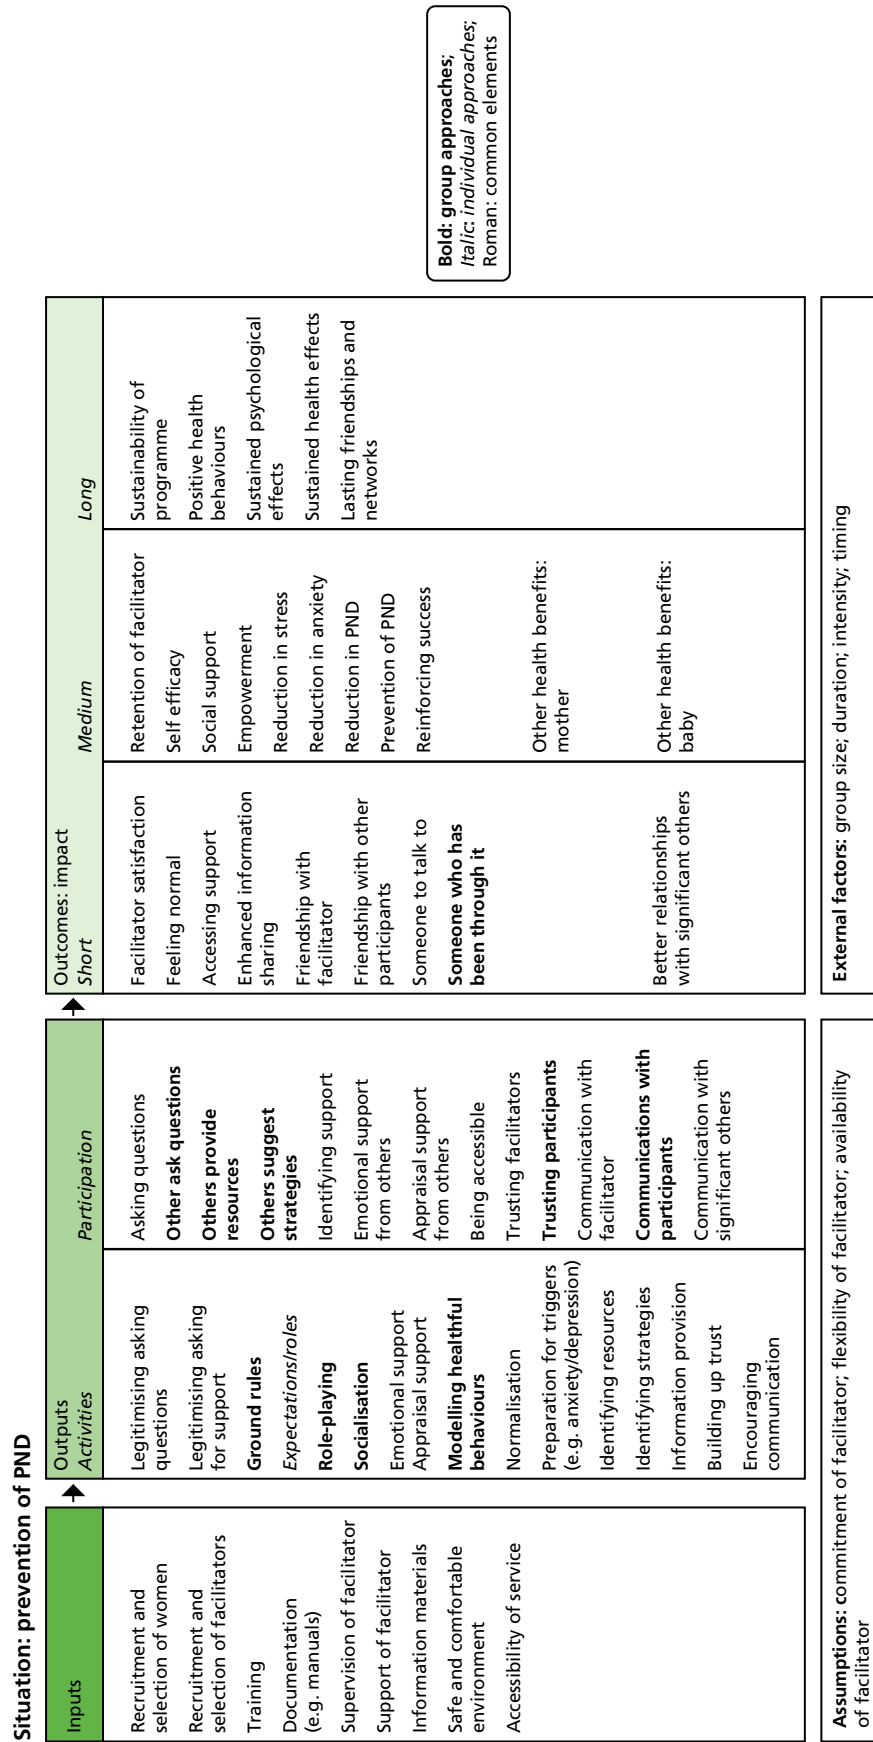 Situation: prevention of PND
Inputs
Recruitment and
selection of women
Recruitment and
selection of facilitators
Training
Documentation
(e.g. manuals)
Supervision of facilitator
Support of facilitator
Information materials
Safe and comfortable
environment
Accessibility of service
Outputs
Activities
Legitimising asking
questions
Legitimising asking
for support
Ground rules
Expectations/roles
Role-playing
Socialisation
Emotional support
Appraisal support
Modelling healthful
behaviours
Normalisation
Preparation for triggers
(e.g. anxiety/depression)
Identifying resources
Identifying strategies
Information provision
Building up trust
Encouraging
communication
Participation
Asking questions
Other ask questions
Others provide
resources
Others suggest
strategies
Identifying support
Emotional support
from others
Appraisal support
from others
Being accessible
Trusting facilitators
Trusting participants
Communication with
facilitator
Communications with
participants
Communication with
significant others
Outcomes: impact
Short
Facilitator satisfaction
Feeling normal
Accessing support
Enhanced information
sharing
Friendship with
facilitator
Friendship with other
participants
Someone to talk to
Someone who has
been through it
Better relationships
with significant others
Medium
Retention of facilitator
Self efficacy
Social support
Empowerment
Reduction in stress
Reduction in anxiety
Reduction in PND
Prevention of PND
Reinforcing success
Other health benefits:
mother
Other health benefits:
baby
Long
Sustainability of
programme
Positive health
behaviours
Sustained psychological
effects
Sustained health effects
Lasting friendships and
networks
Assumptions: commitment of facilitator; flexibility of facilitator; availability
of facilitator
External factors: group size; duration; intensity; timing
Bold: group approaches;
Italic: individual approaches;
Roman: common elements